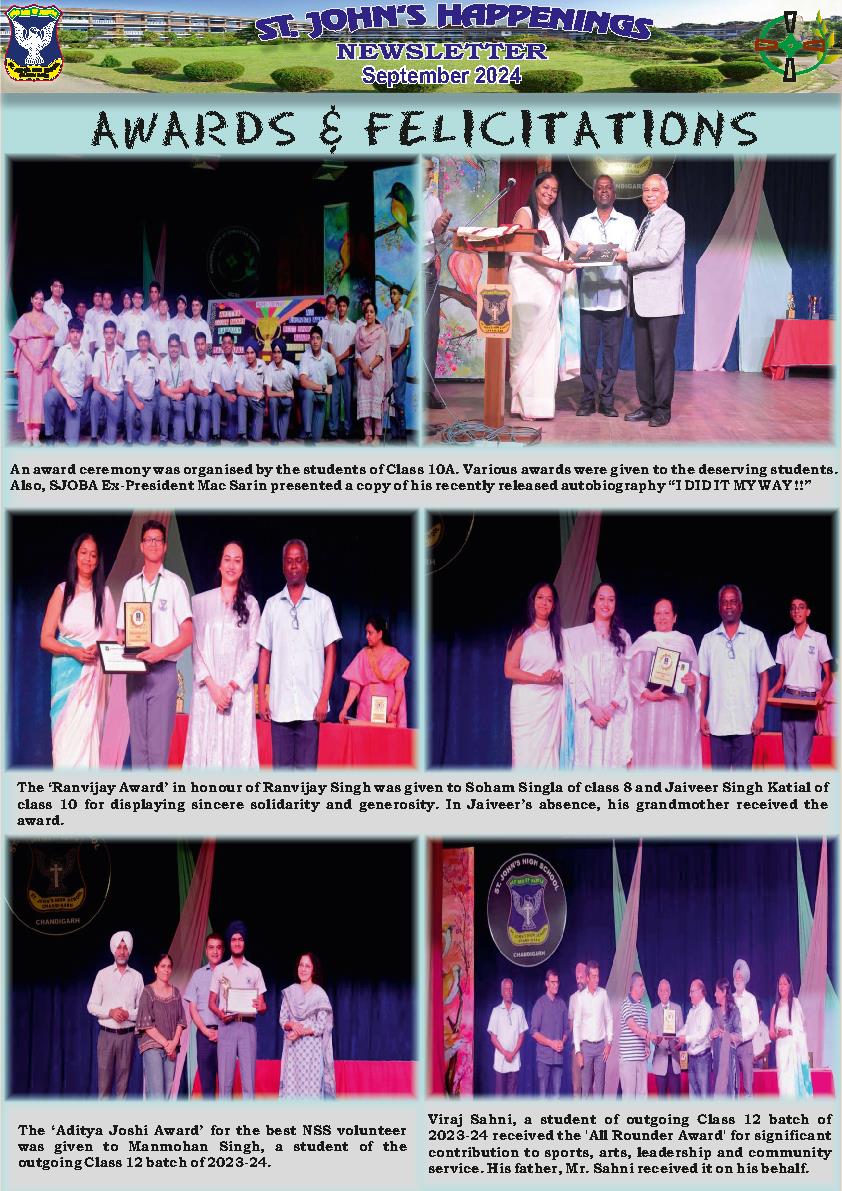 ST. JOHN'S HAPPENINGS
NEWSLETTER
September 2024
AWARDS & FELICITATIONS
CHANDIGARH
An award ceremony was organised by the students of Class 10A. Various awards were given to the deserving students.
Also, SJOBA Ex-President Mac Sarin presented a copy of his recently released autobiography “I DID IT MY WAY !!”
The ‘Ranvijay Award’ in honour of Ranvijay Singh was given to Soham Singla of class 8 and Jaiveer Singh Katial of
class 10 for displaying sincere solidarity and generosity. In Jaiveer’s absence, his grandmother received the
award.
CHANDIGARH
ST. JOHN'S HIGH SCHOOL
CHANDIGARH
The ‘Aditya Joshi Award’ for the best NSS volunteer
was given to Manmohan Singh, a student of the
outgoing Class 12 batch of 2023-24.
Viraj Sahni, a student of outgoing Class 12 batch of
2023-24 received the 'All Rounder Award' for significant
contribution to sports, arts, leadership and community
service. His father, Mr. Sahni received it on his behalf.